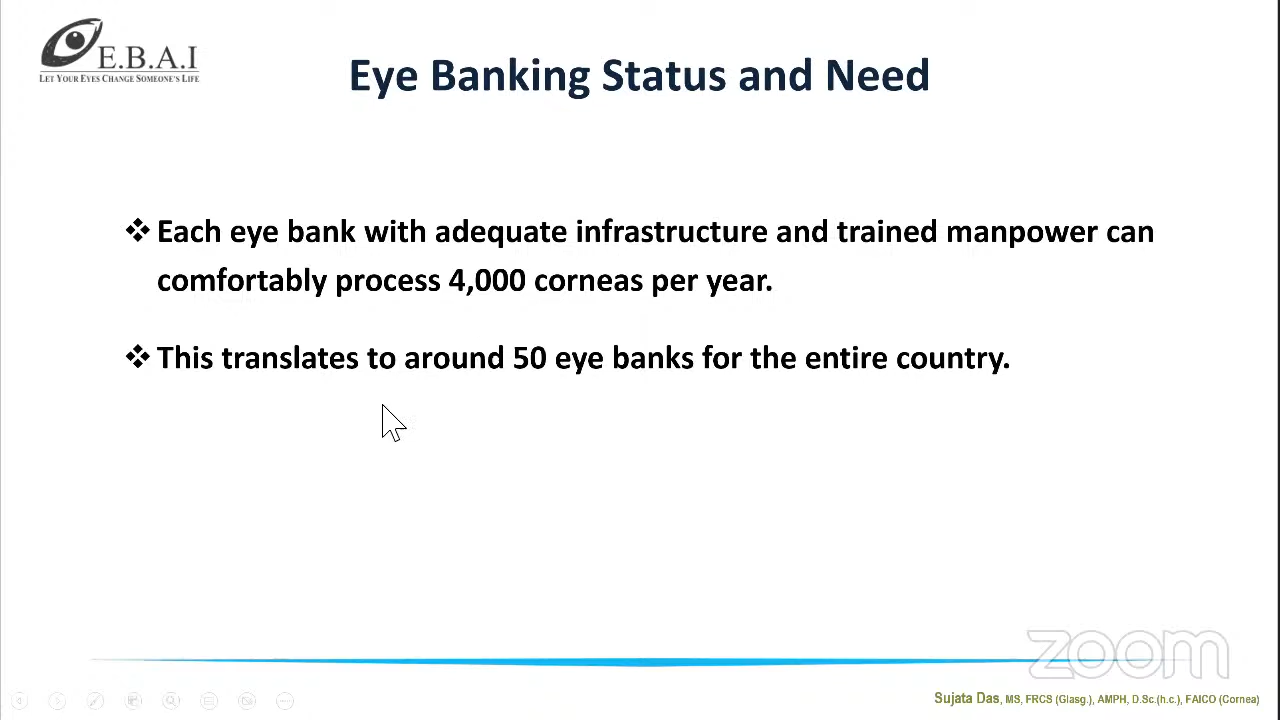 E.B.A.I
LET YOUR EYES CHANGE SOMEONE'S LIFE
Eye Banking Status and Need
❖ Each eye bank with adequate infrastructure and trained manpower can
comfortably process 4,000 corneas per year.
❖ This translates to around 50 eye banks for the entire country.
zoom
Sujata Das, MS, FRCS (Glasg.), AMPH, D.Sc.(h.c.), FAICO (Cornea)